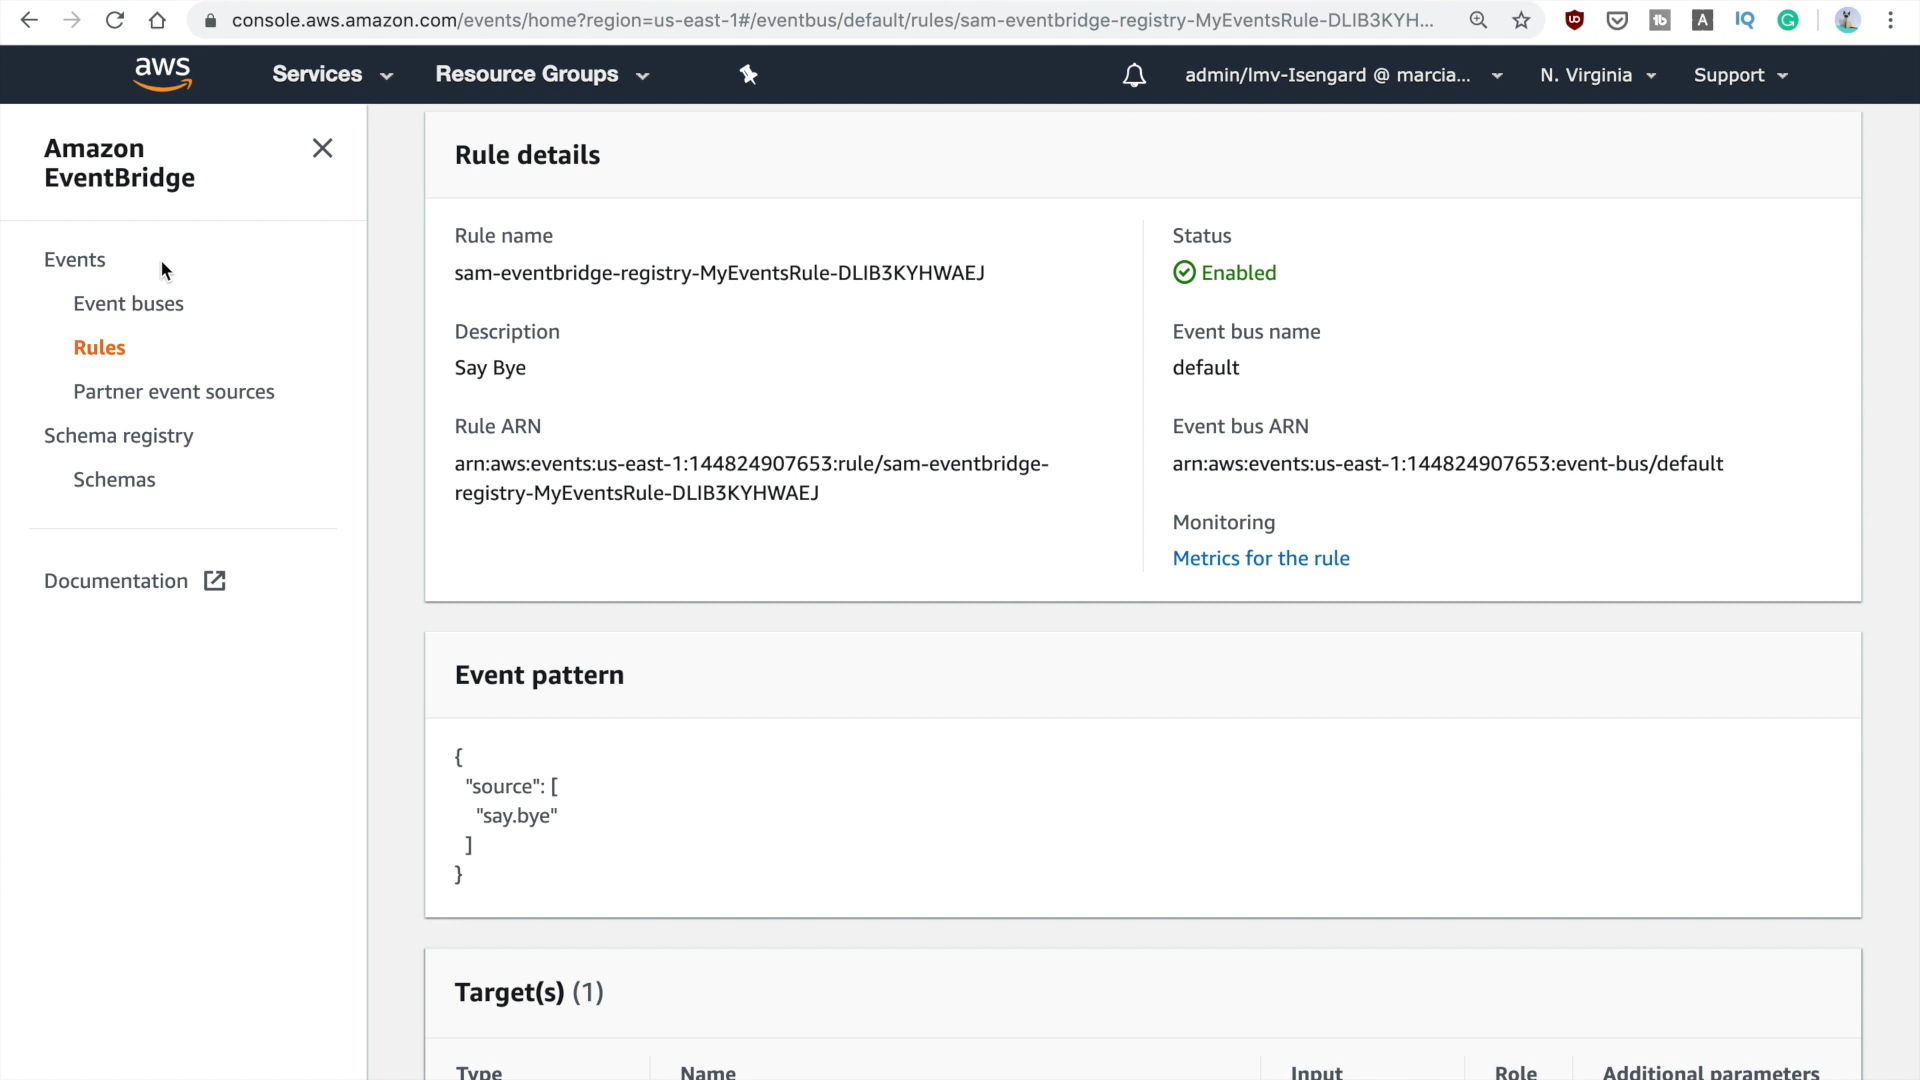 console.aws.amazon.com/events/home?region=us-east-1#/eventbus/default/rules/sam-eventbridge-registry-MyEventsRule-DLIB3KYH...
aws
Services
Resource Groups
admin/lmv-Isengard @ marcia...
N. Virginia
Support
Amazon
EventBridge
Events
Event buses
Rules
Partner event sources
Schema registry
Schemas
Documentation
Rule details
Rule name
sam-eventbridge-registry-MyEventsRule-DLIB3KYHWAEJ
Description
Say Bye
Rule ARN
arn:aws:events:us-east-1:144824907653:rule/sam-eventbridge-
registry-MyEventsRule-DLIB3KYHWAEJ
Status
Enabled
Event bus name
default
Event bus ARN
arn:aws:events:us-east-1:144824907653:event-bus/default
Monitoring
Metrics for the rule
Event pattern
{
"source": [
"say.bye"
]
}
Target(s) (1)
Type
Name
Input
Role
Additional parameters